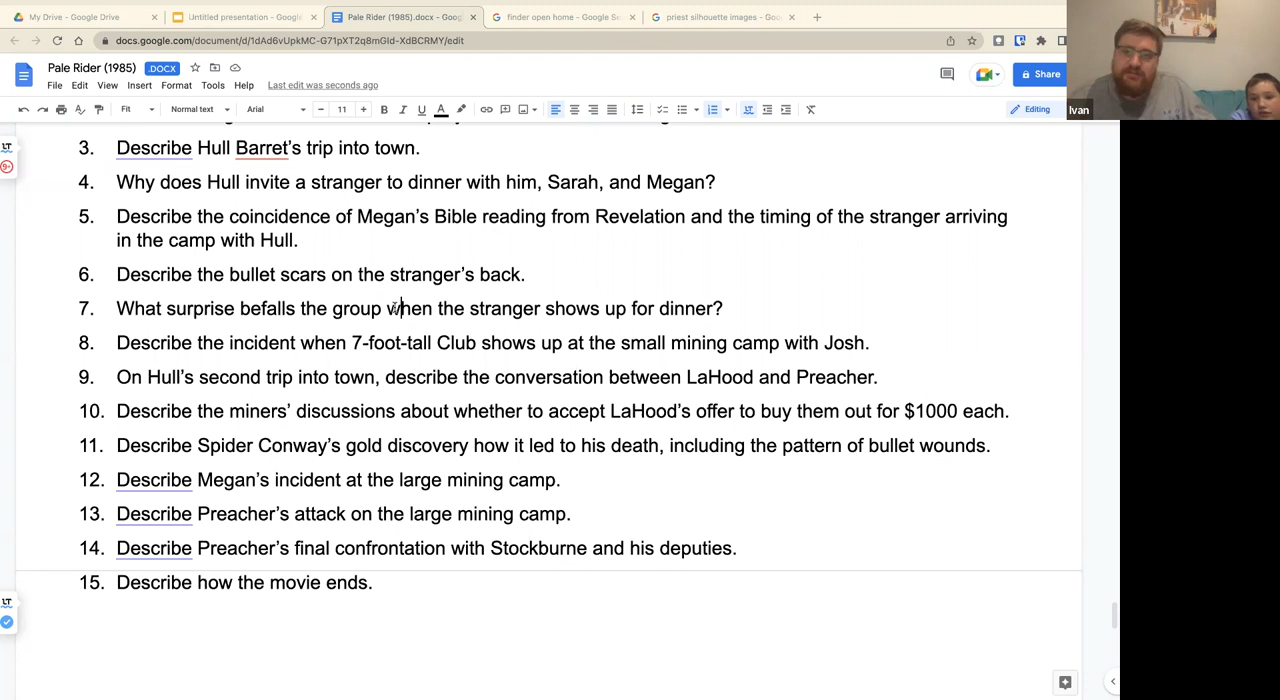 My Drive - Google Drive
Untitled presentation - Google
Pale Rider (1985).docx - Goog
finder open home - Google Se
priest silhouette images - Goo
docs.google.com/document/d/1dAd6vUpkMC-G71pXT2q8mGId-XdBCRMY/edit
Pale Rider (1985) .DOCX
File Edit View Insert Format Tools Help Last edit was seconds ago
Share
Fit Normal text Arial 11 Editing
Ivan
3. Describe Hull Barret's trip into town.
4. Why does Hull invite a stranger to dinner with him, Sarah, and Megan?
5. Describe the coincidence of Megan's Bible reading from Revelation and the timing of the stranger arriving
in the camp with Hull.
6. Describe the bullet scars on the stranger's back.
7. What surprise befalls the group when the stranger shows up for dinner?
8. Describe the incident when 7-foot-tall Club shows up at the small mining camp with Josh.
9. On Hull's second trip into town, describe the conversation between LaHood and Preacher.
10. Describe the miners' discussions about whether to accept LaHood's offer to buy them out for $1000 each.
11. Describe Spider Conway's gold discovery how it led to his death, including the pattern of bullet wounds.
12. Describe Megan's incident at the large mining camp.
13. Describe Preacher's attack on the large mining camp.
14. Describe Preacher's final confrontation with Stockburne and his deputies.
15. Describe how the movie ends.